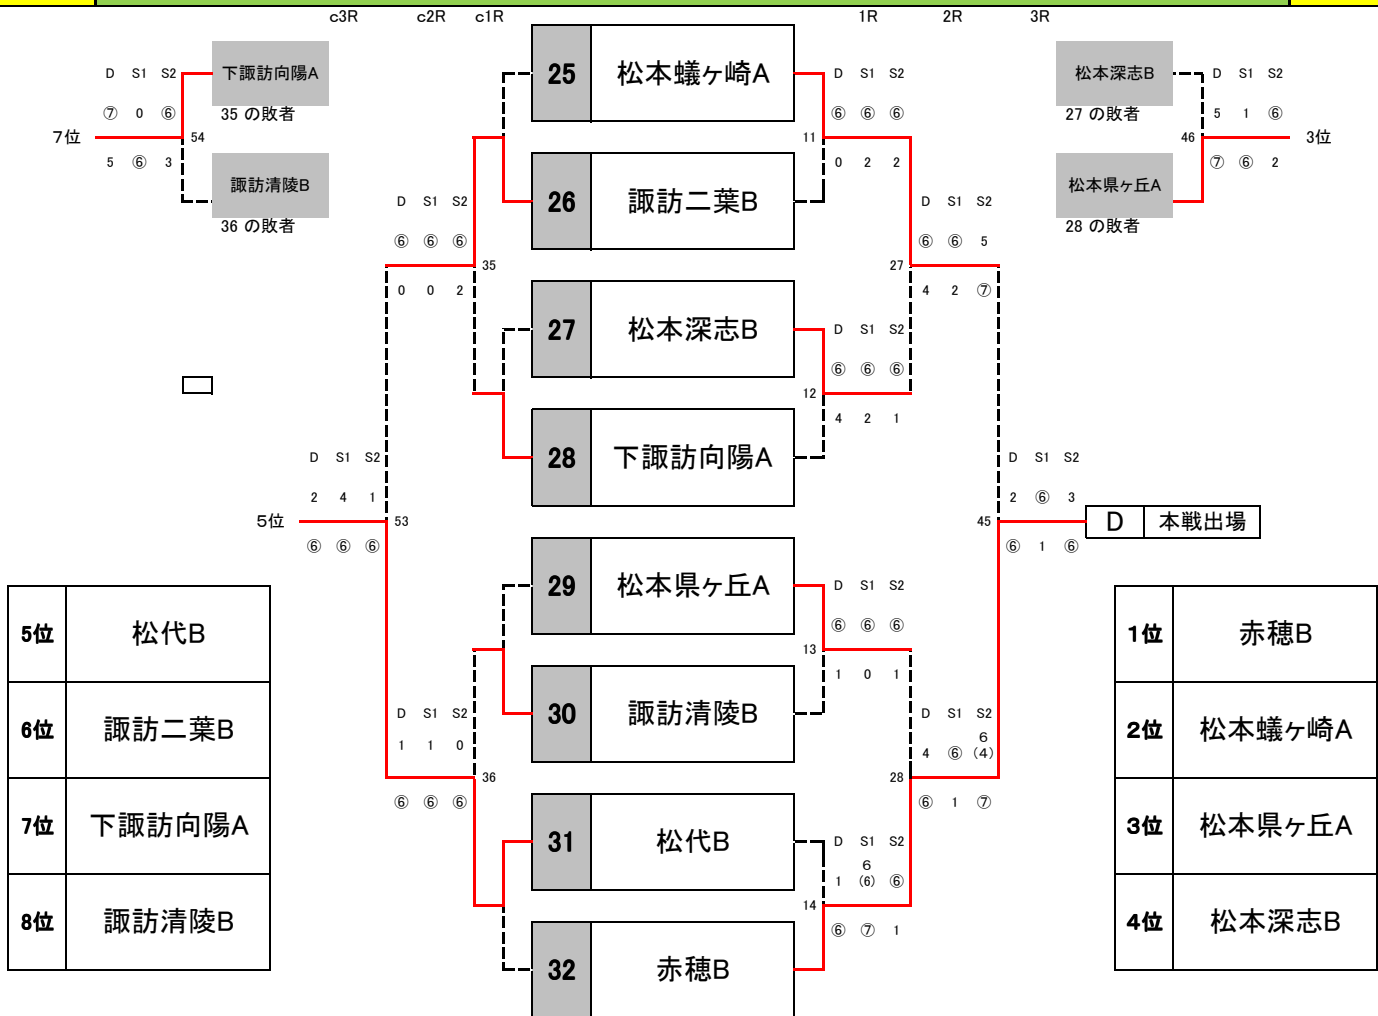 c3R c2R c1R 1R 2R 3R
25 松本蟻ヶ崎A
下諏訪向陽A
35 の敗者
D S1 S2
⑦ 0 ⑥
7位 54
5 ⑥ 3
諏訪清陵B
36 の敗者
D S1 S2
⑥ ⑥ ⑥
11
0 2 2
松本深志B
27 の敗者
D S1 S2
5 1 ⑥
46 3位
⑦ ⑥ 2
松本県ヶ丘A
28 の敗者
26 諏訪二葉B
D S1 S2
⑥ ⑥ ⑥
35
0 0 2
D S1 S2
⑥ ⑥ 5
27
4 2 ⑦
27 松本深志B
D S1 S2
⑥ ⑥ ⑥
12
4 2 1
28 下諏訪向陽A
D S1 S2
2 4 1
5位 53
⑥ ⑥ ⑥
D S1 S2
2 ⑥ 3
45 D 本戦出場
⑥ 1 ⑥
29 松本県ヶ丘A
D S1 S2
⑥ ⑥ ⑥
13
1 0 1
30 諏訪清陵B
D S1 S2
1 1 0
36
⑥ ⑥ ⑥
D S1 S2
6
4 ⑥ (4)
28
⑥ 1 ⑦
31 松代B
D S1 S2
6
1 (6) ⑥
14
⑥ ⑦ 1
32 赤穂B
5位 松代B
6位 諏訪二葉B
7位 下諏訪向陽A
8位 諏訪清陵B
1位 赤穂B
2位 松本蟻ヶ崎A
3位 松本県ヶ丘A
4位 松本深志B